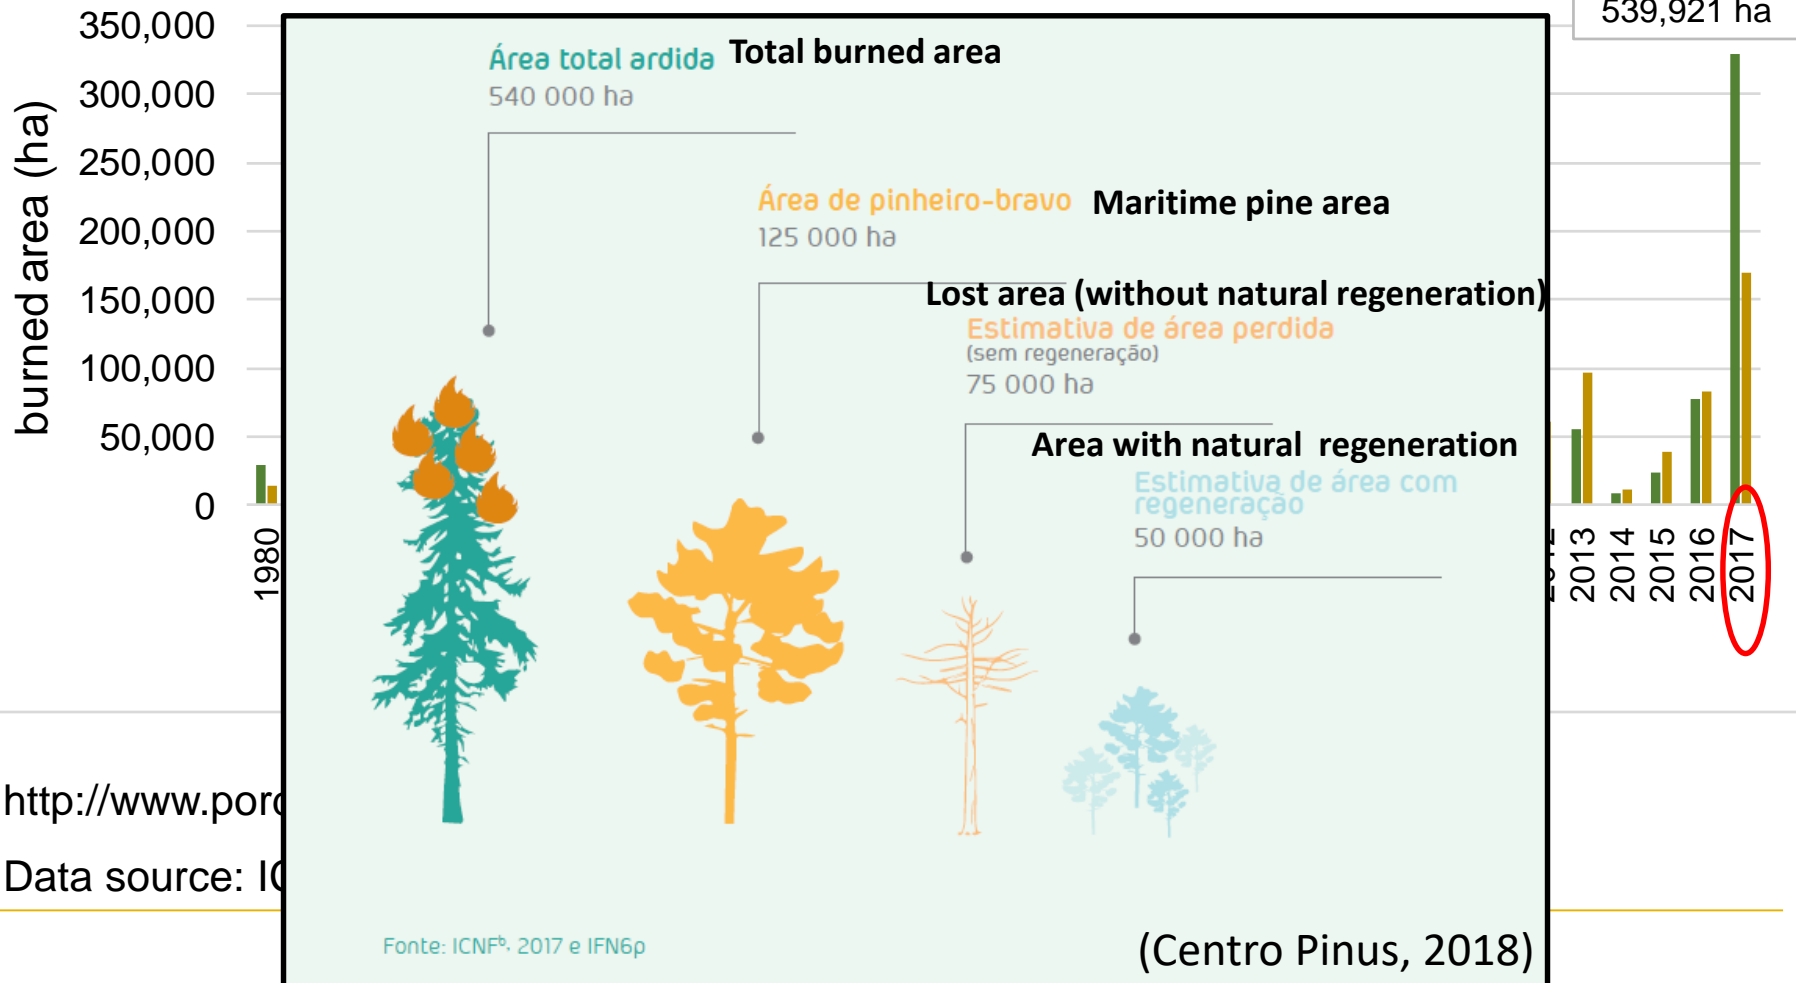 539,921 ha
350,000
300,000
250,000
200,000
150,000
100,000
50,000
0
burned area (ha)
1980
2013
2014
2015
2016
2017
Área total ardida Total burned area
540 000 ha
Área de pinheiro-bravo Maritime pine area
125 000 ha
Lost area (without natural regeneration)
Estimativa de área perdida
(sem regeneração)
75 000 ha
Area with natural regeneration
Estimativa de área com
regeneração
50 000 ha
http://www.pord
Data source: IC
Fonte: ICNFᵇ, 2017 e IFN6p
(Centro Pinus, 2018)